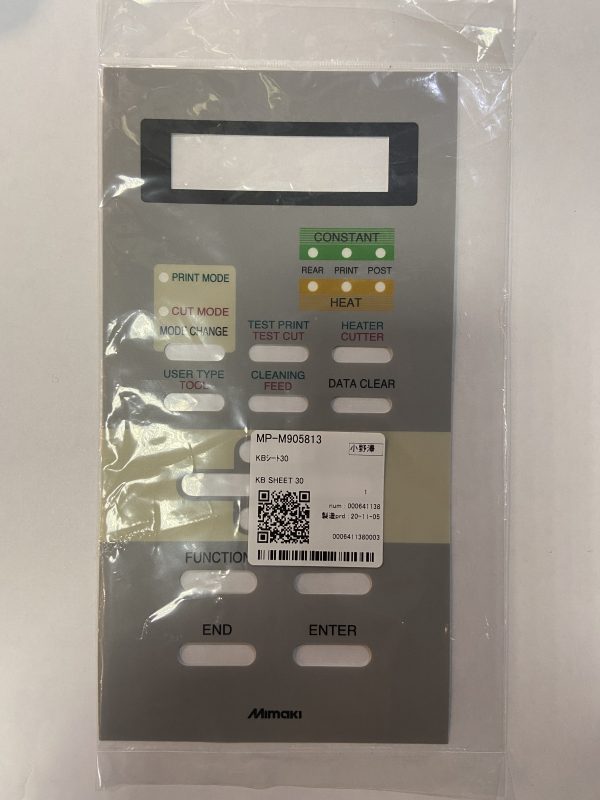 CONSTANT
REAR PRINT POST
HEAT
PRINT MODE
CUT MODE
MODE CHANGE
TEST PRINT
TEST CUT
HEATER
CUTTER
USER TYPE
TOOL
CLEANING
FEED
DATA CLEAR
MP-M905813
小野澤
KBシート30
KB SHEET 30
1
num : 000641138
製造prd : 20-11-05
0006411380003
FUNCTION
END
ENTER
Mimaki